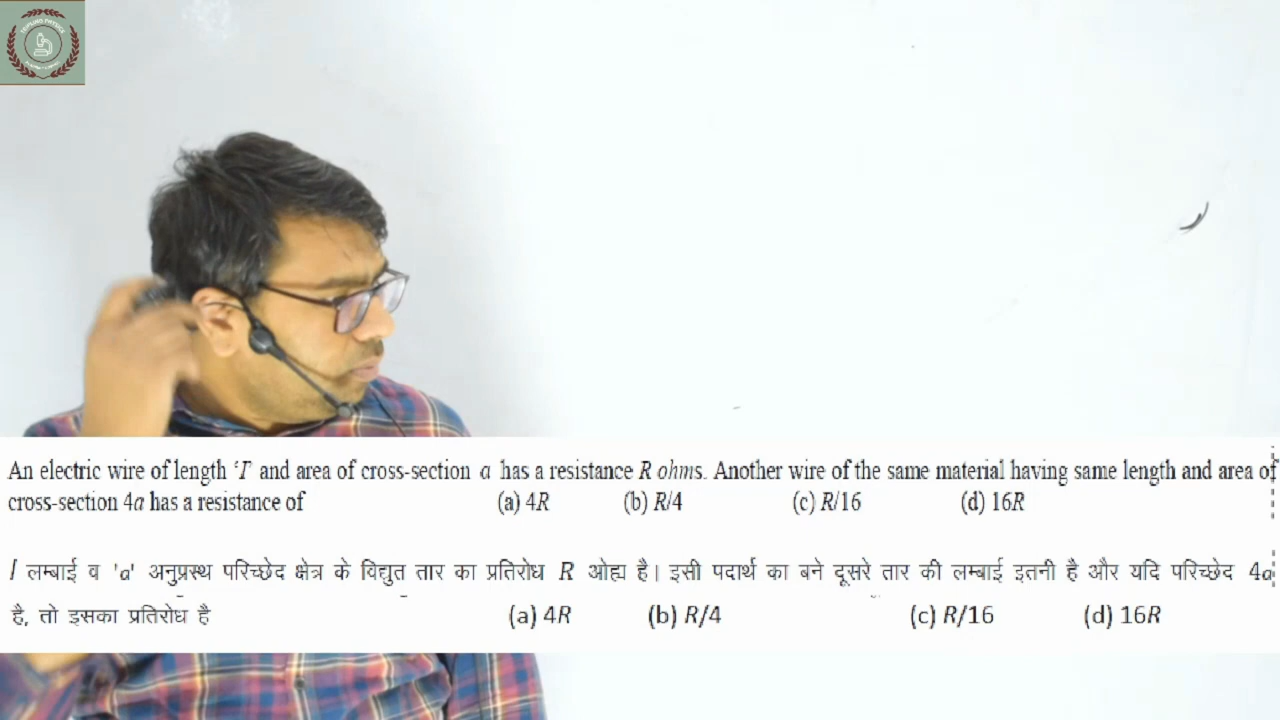 An electric wire of length ‘l’ and area of cross-section a has a resistance R ohms. Another wire of the same material having same length and area of
cross-section 4a has a resistance of (a) 4R (b) R/4 (c) R/16 (d) 16R
l लम्बाई व 'a' अनुप्रस्थ परिच्छेद क्षेत्र के विद्युत तार का प्रतिरोध R ओह्म है। इसी पदार्थ का बने दूसरे तार की लम्बाई इतनी है और यदि परिच्छेद 4a
है, तो इसका प्रतिरोध है (a) 4R (b) R/4 (c) R/16 (d) 16R